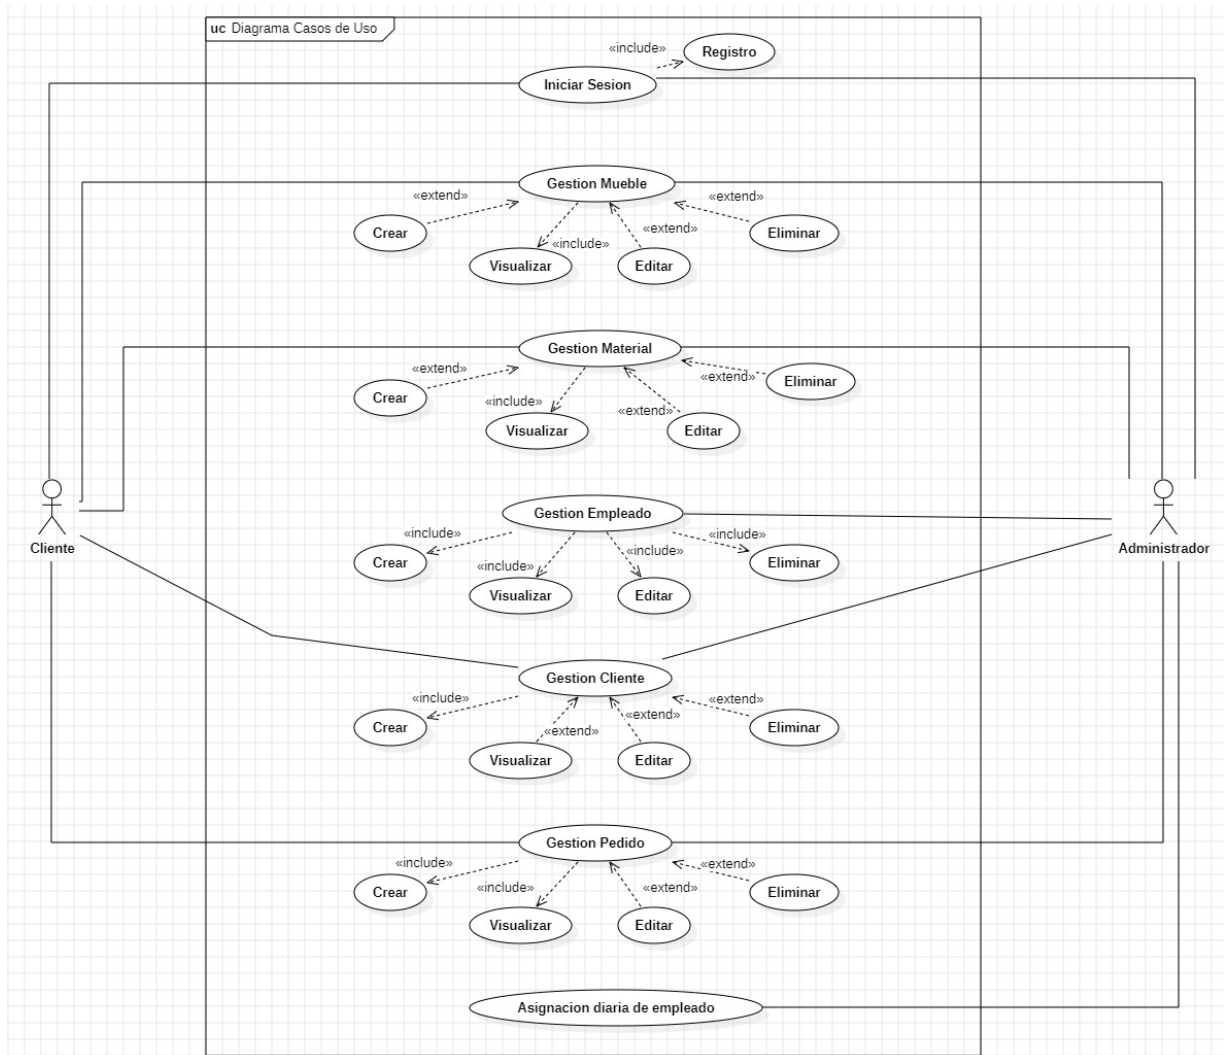 uc Diagrama Casos de Uso
«include»
Registro
Iniciar Sesion
Gestion Mueble
«extend»
«extend»
Crear
«extend»
Eliminar
«include»
Visualizar
Editar
Gestion Material
«extend»
«extend»
Eliminar
Crear
«include»
«extend»
Visualizar
Editar
Gestion Empleado
«include»
«include»
Cliente
Administrador
«include»
Crear
«include»
Eliminar
Visualizar
Editar
Gestion Cliente
«include»
«extend»
«extend»
Crear
«extend»
Eliminar
Visualizar
Editar
Gestion Pedido
«include»
«extend»
Crear
«include»
«extend»
Eliminar
Visualizar
Editar
Asignacion diaria de empleado